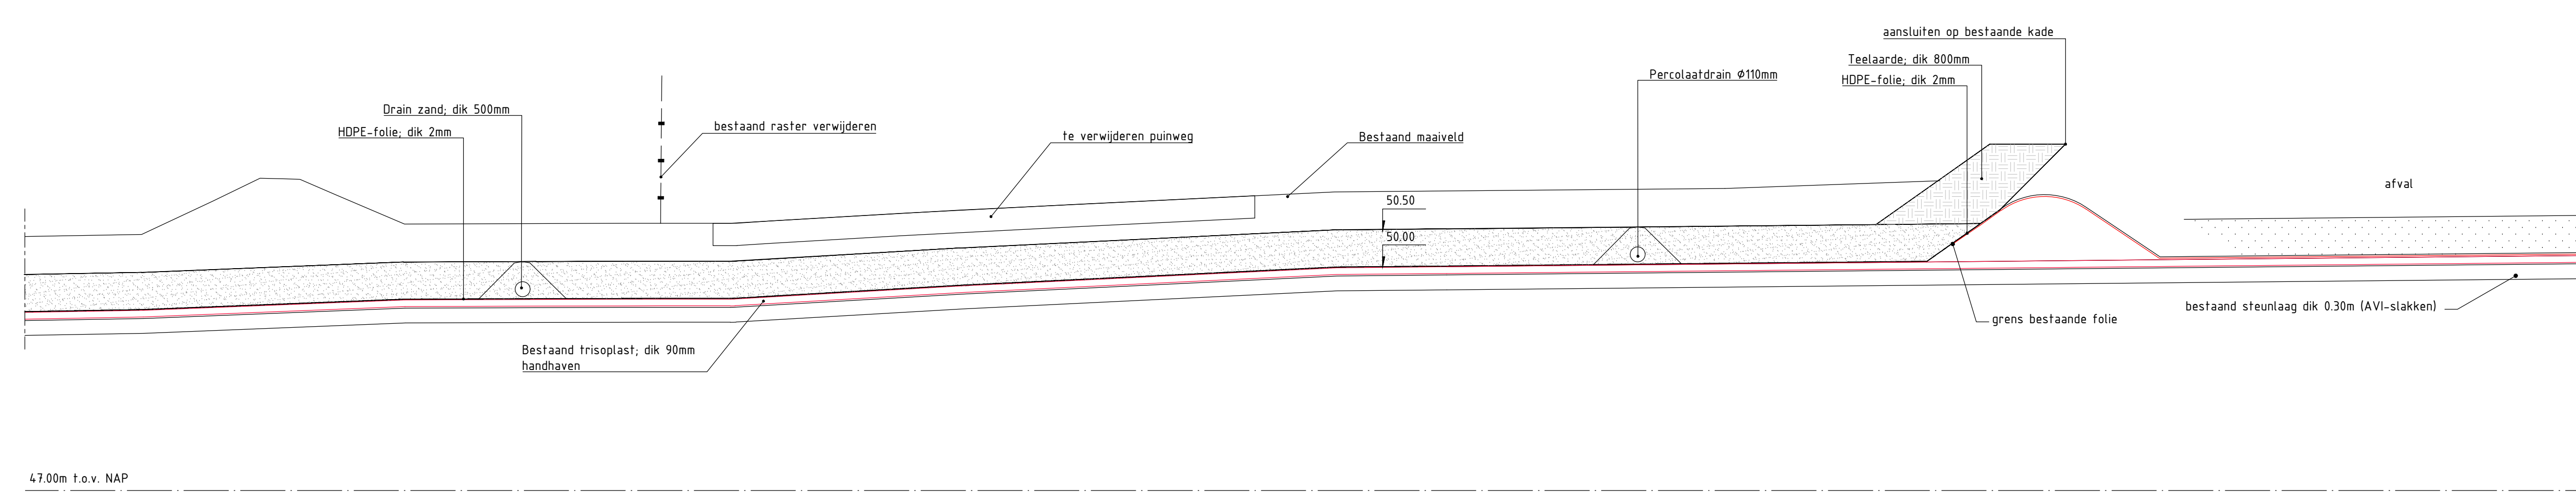 aansluiten op bestaande kade
Teelaarde; dik 800mm
HDPE-folie; dik 2mm
Percolaatdrain Ø110mm
Drain zand; dik 500mm
HDPE-folie; dik 2mm
bestaand raster verwijderen
te verwijderen puinweg
Bestaand maaiveld
afval
50.50
50.00
bestaand steunlaag dik 0.30m (AVI-slakken)
grens bestaande folie
Bestaand trisoplast; dik 90mm
handhaven
47.00m t.o.v. NAP